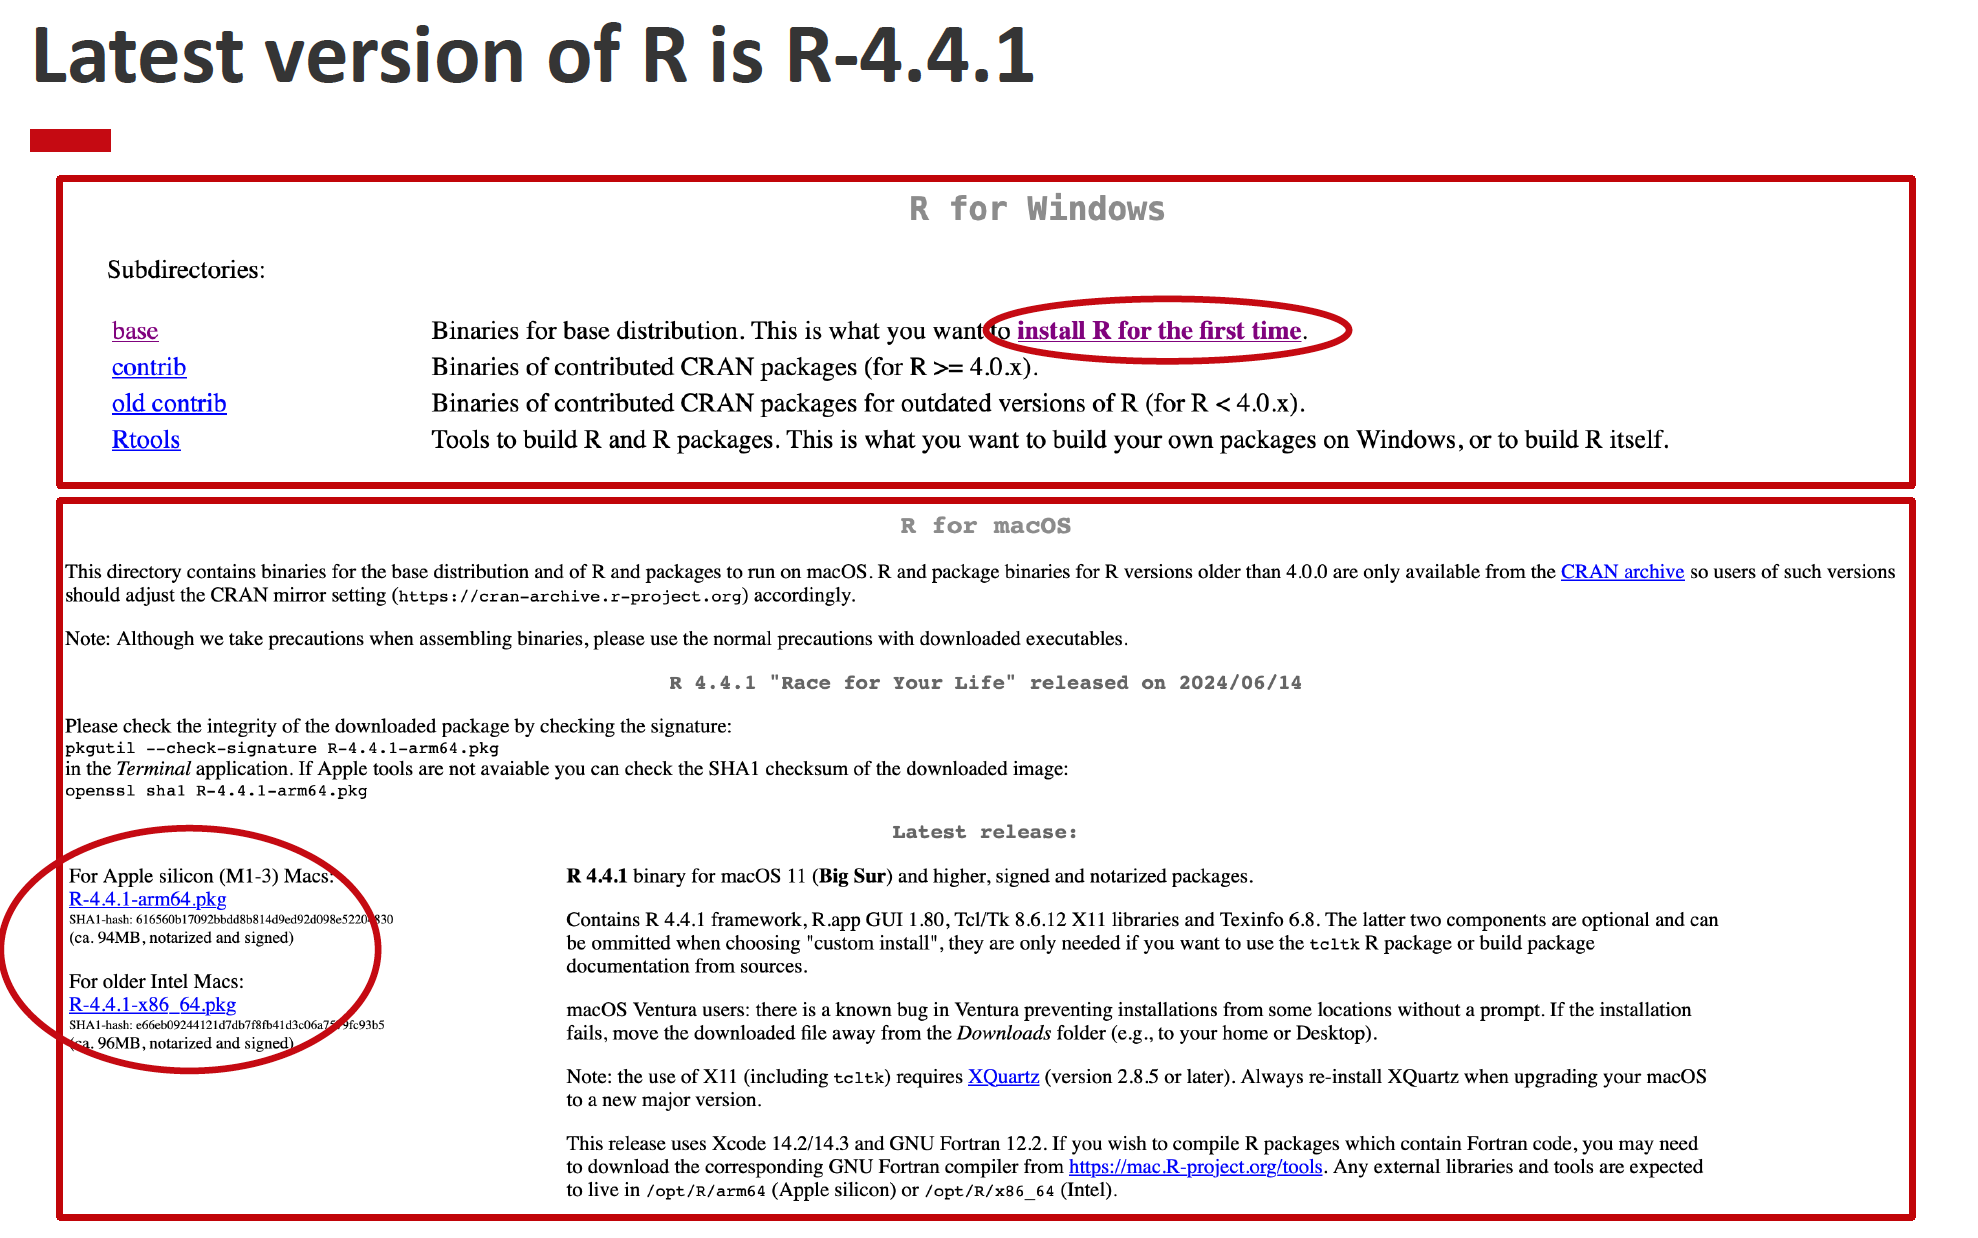 Latest version of R is R-4.4.1
R for Windows
Subdirectories:
base Binaries for base distribution. This is what you want to install R for the first time.
contrib Binaries of contributed CRAN packages (for R >= 4.0.x).
old contrib Binaries of contributed CRAN packages for outdated versions of R (for R < 4.0.x).
Rtools Tools to build R and R packages. This is what you want to build your own packages on Windows, or to build R itself.
R for macOS
This directory contains binaries for the base distribution and of R and packages to run on macOS. R and package binaries for R versions older than 4.0.0 are only available from the CRAN archive so users of such versions
should adjust the CRAN mirror setting (https://cran-archive.r-project.org) accordingly.
Note: Although we take precautions when assembling binaries, please use the normal precautions with downloaded executables.
R 4.4.1 "Race for Your Life" released on 2024/06/14
Please check the integrity of the downloaded package by checking the signature:
pkgutil --check-signature R-4.4.1-arm64.pkg
in the Terminal application. If Apple tools are not avaiable you can check the SHA1 checksum of the downloaded image:
openssl sha1 R-4.4.1-arm64.pkg
Latest release:
For Apple silicon (M1-3) Macs:
R-4.4.1-arm64.pkg
SHA1-hash:
(ca. 94MB, notarized and signed)
For older Intel Macs:
R-4.4.1-x86_64.pkg
SHA1-hash:
(ca. 96MB, notarized and signed)
R 4.4.1 binary for macOS 11 (Big Sur) and higher, signed and notarized packages.
Contains R 4.4.1 framework, R.app GUI 1.80, Tcl/Tk 8.6.12 X11 libraries and Texinfo 6.8. The latter two components are optional and can
be ommitted when choosing "custom install", they are only needed if you want to use the tcltk R package or build package
documentation from sources.
macOS Ventura users: there is a known bug in Ventura preventing installations from some locations without a prompt. If the installation
fails, move the downloaded file away from the Downloads folder (e.g., to your home or Desktop).
Note: the use of X11 (including tcltk) requires XQuartz (version 2.8.5 or later). Always re-install XQuartz when upgrading your macOS
to a new major version.
This release uses Xcode 14.2/14.3 and GNU Fortran 12.2. If you wish to compile R packages which contain Fortran code, you may need
to download the corresponding GNU Fortran compiler from https://mac.R-project.org/tools. Any external libraries and tools are expected
to live in /opt/R/arm64 (Apple silicon) or /opt/R/x86_64 (Intel).